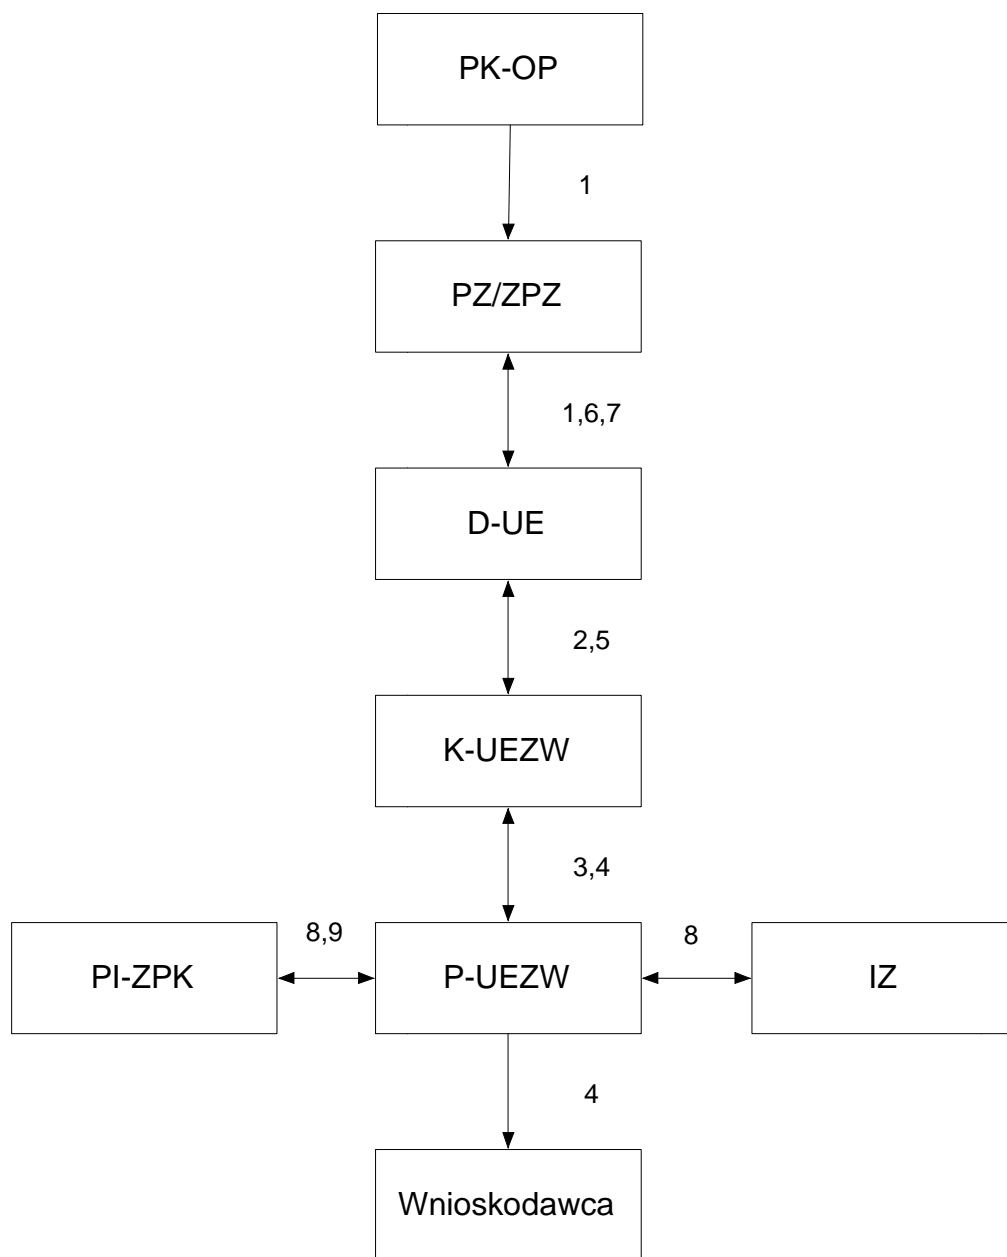 PK-OP
1
PZ/ZPZ
1,6,7
D-UE
2,5
K-UEZW
3,4
8,9
8
PI-ZPK
P-UEZW
IZ
4
Wnioskodawca